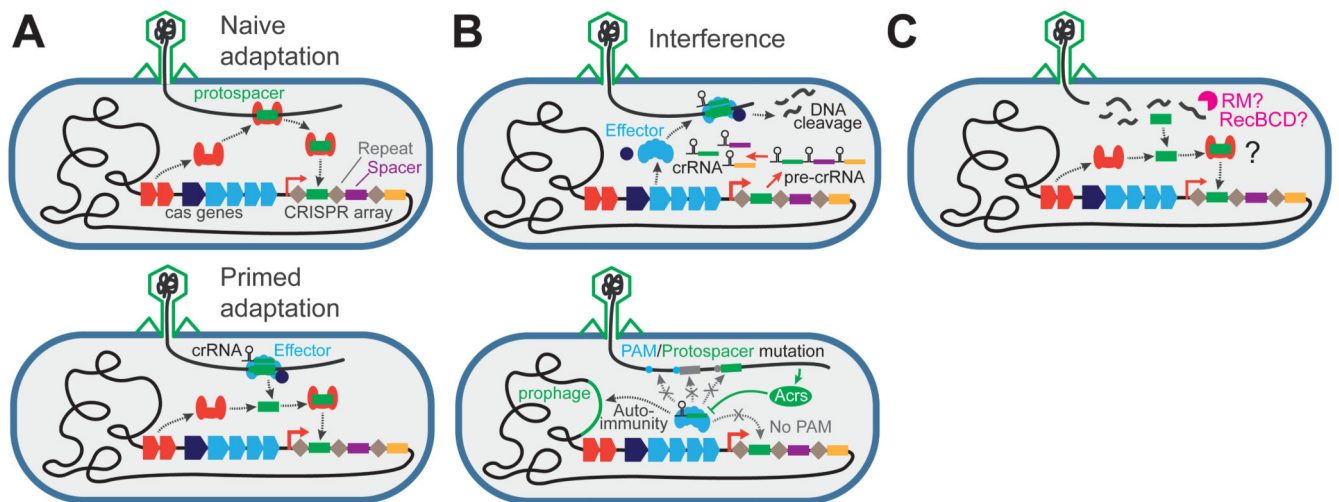 A
Naive
adaptation
protospacer
Repeat
Spacer
cas genes
CRISPR array
Primed
adaptation
crRNA
Effector
B
Interference
DNA
cleavage
Effector
crRNA
pre-crRNA
PAM/Protospacer mutation
prophage
Acrs
Auto-
immunity
No PAM
C
RM?
RecBCD?
?